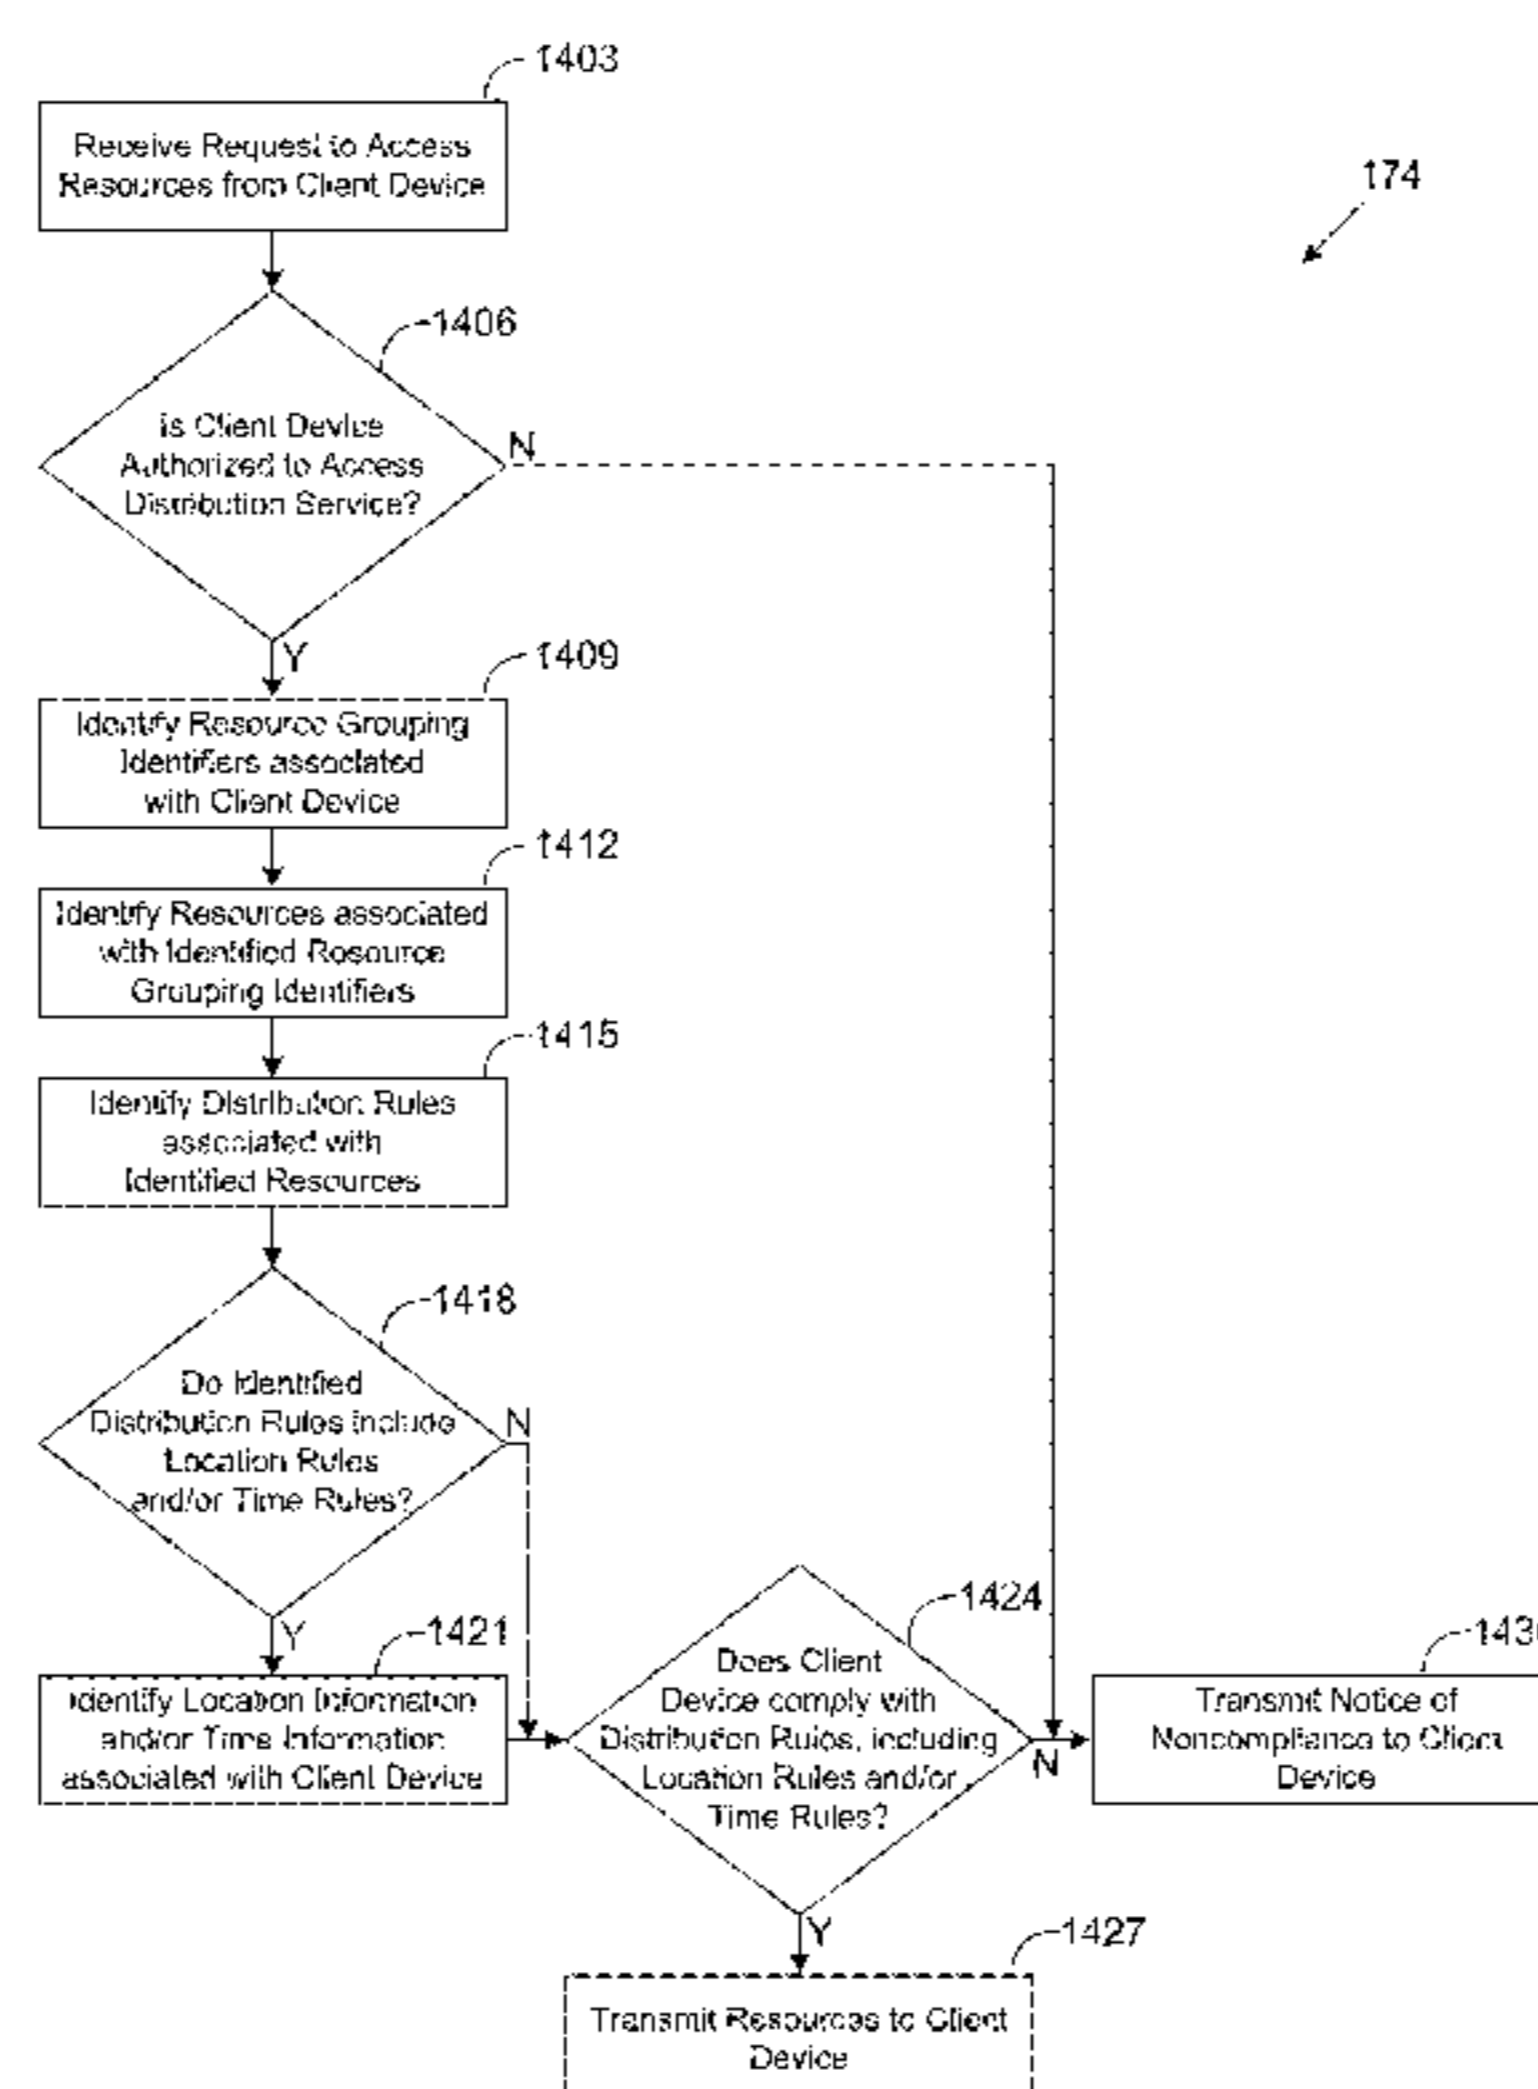 1403
Receive Request to Access
Resources from Client Device
174
1406
Is Client Device
Authorized to Access
Distribution Service?
N
Y
1409
Identify Resource Grouping
Identifiers associated
with Client Device
1412
Identify Resources associated
with Identified Resource
Grouping Identifiers
1415
Identify Distribution Rules
associated with
Identified Resources
1418
Do Identified
Distribution Rules include
Location Rules
and/or Time Rules?
N
Y
1421
Identify Location Information
and/or Time Information
associated with Client Device
1424
Does Client
Device comply with
Distribution Rules, including
Location Rules and/or
Time Rules?
N
Y
Transmit Notice of
Noncompliance to Client
Device
1427
Transmit Resources to Client
Device